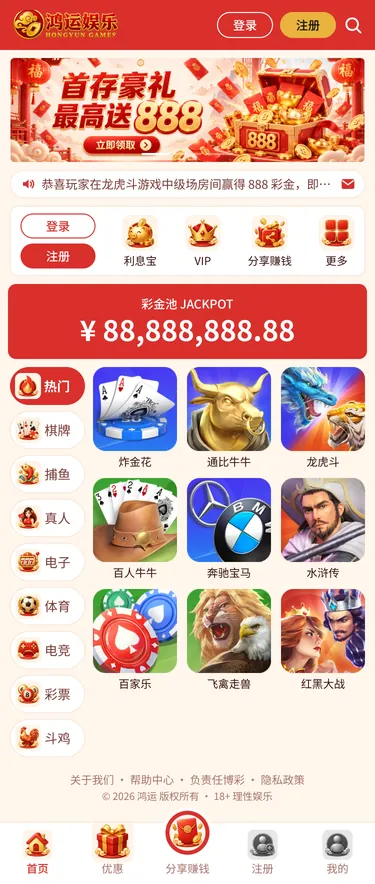 鸿运娱乐
HONGYUN GAMES
登录
注册
福
福
首存豪礼
最高送888
立即领取
888
恭喜玩家在龙虎斗游戏中级场房间赢得 888 彩金，即…
登录
注册
利息宝
VIP
分享赚钱
更多
彩金池 JACKPOT
¥ 88,888,888.88
热门
棋牌
捕鱼
真人
电子
体育
电竞
彩票
斗鸡
炸金花
通比牛牛
龙虎斗
百人牛牛
奔驰宝马
水浒传
百家乐
飞禽走兽
红黑大战
关于我们 • 帮助中心 • 负责任博彩 • 隐私政策
© 2026 鸿运 版权所有 • 18+ 理性娱乐
首页
优惠
分享赚钱
注册
我的